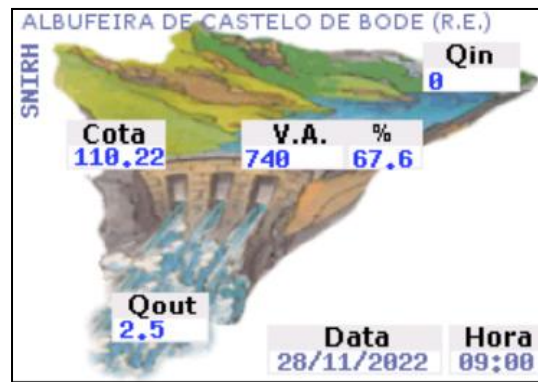 ALBUFEIRA DE CASTELO DE BODE (R.E.)
SNIRH
Qin
0
Cota
110.22
V.A. %
740 67.6
Qout
2.5
Data Hora
28/11/2022 09:00